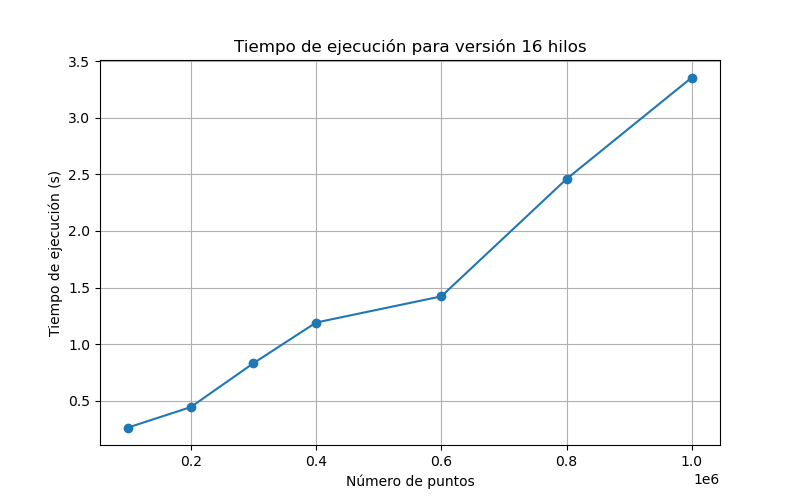 Tiempo de ejecución para versión 16 hilos
3.5
3.0
2.5
2.0
1.5
1.0
0.5
Tiempo de ejecución (s)
0.2 0.4 0.6 0.8 1.0
1e6
Número de puntos